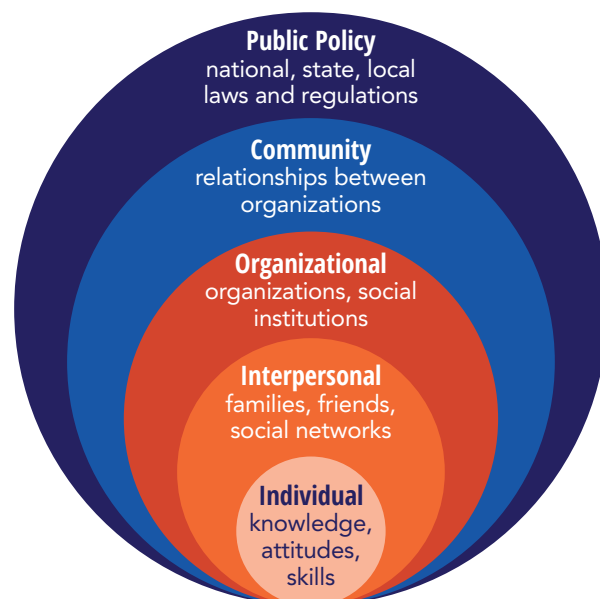 Public Policy
national, state, local
laws and regulations
Community
relationships between
organizations
Organizational
organizations, social
institutions
Interpersonal
families, friends,
social networks
Individual
knowledge,
attitudes,
skills